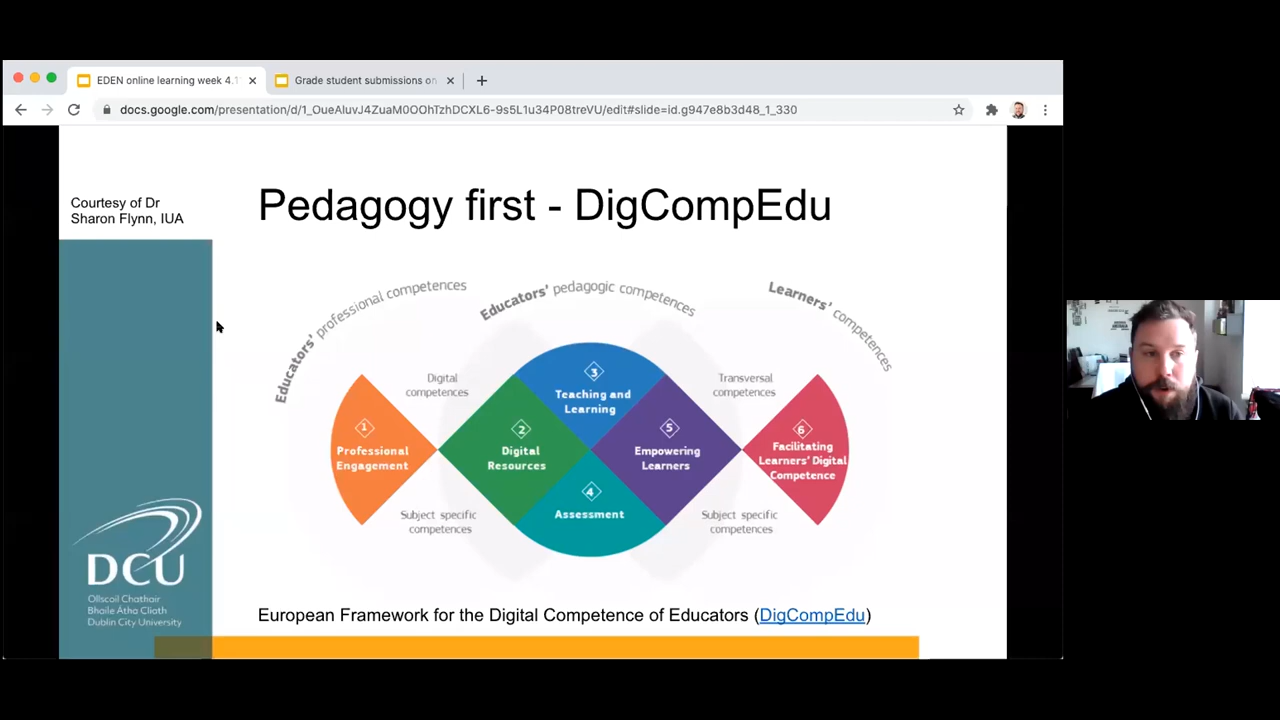 EDEN online learning week 4.1
Grade student submissions on
docs.google.com/presentation/d/1_OueAluvJ4ZuaM0OOhTzhDCXL6-9s5L1u34P08treVU/edit#slide=id.g947e8b3d48_1_330
Courtesy of Dr
Sharon Flynn, IUA
Pedagogy first - DigCompEdu
Educators' professional competences
Educators' pedagogic competences
Learners' competences
Digital
competences
Transversal
competences
3
Teaching and
Learning
1
Professional
Engagement
2
Digital
Resources
5
Empowering
Learners
6
Facilitating
Learners' Digital
Competence
4
Assessment
Subject specific
competences
Subject specific
competences
DCU
Ollscoil Chathair
Bhaile Átha Cliath
Dublin City University
European Framework for the Digital Competence of Educators (DigCompEdu)